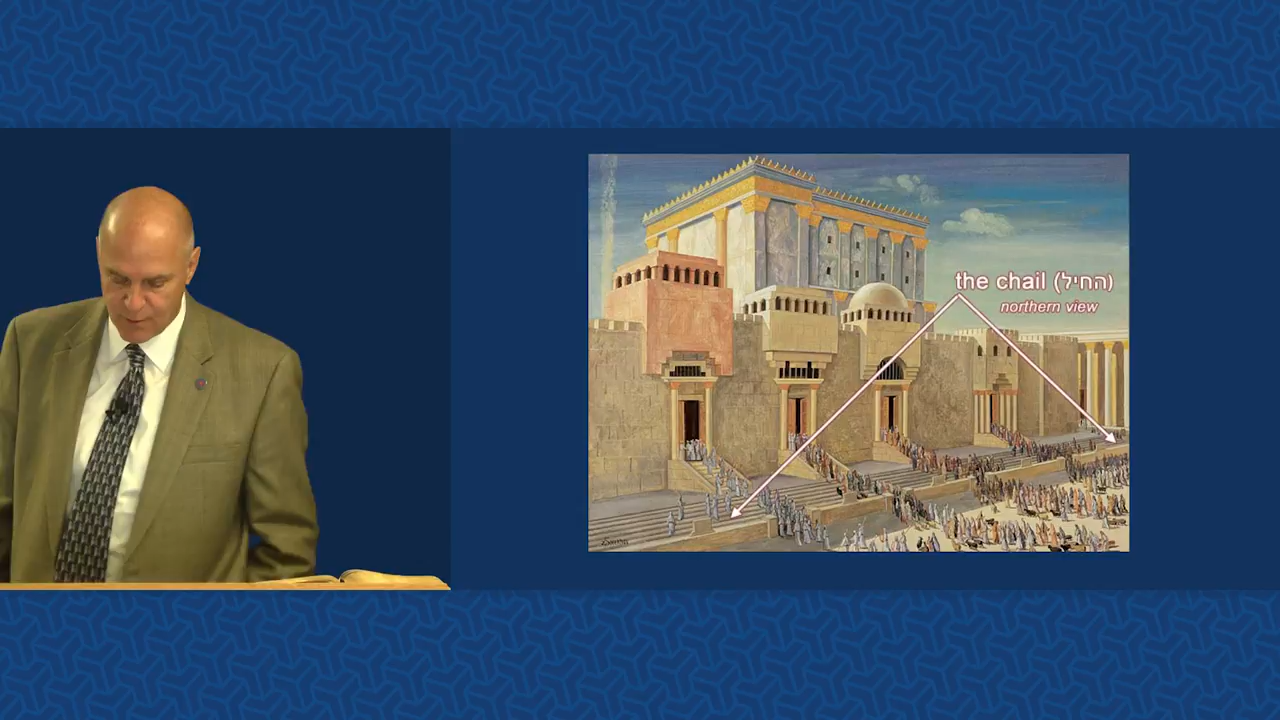 the chail (החיל)
northern view